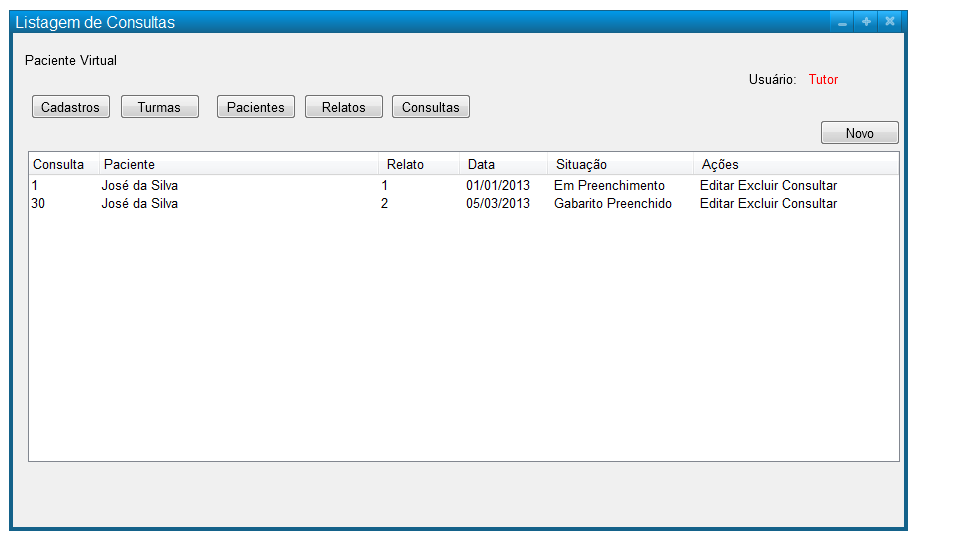 Listagem de Consultas
Paciente Virtual
Usuário: Tutor
Cadastros Turmas Pacientes Relatos Consultas
Novo
Consulta Paciente Relato Data Situação Ações
1 José da Silva 1 01/01/2013 Em Preenchimento Editar Excluir Consultar
30 José da Silva 2 05/03/2013 Gabarito Preenchido Editar Excluir Consultar